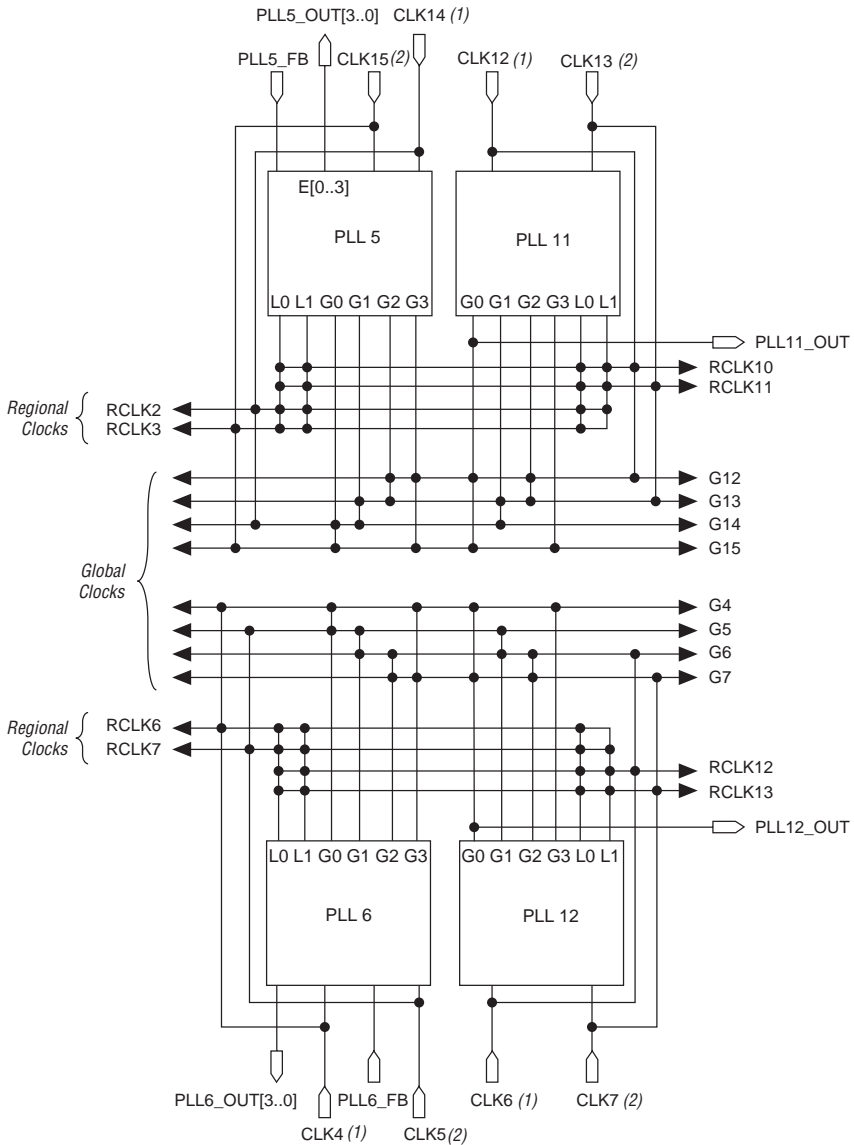 PLL5_OUT[3..0] CLK14 (1)
PLL5_FB CLK15 (2) CLK12 (1) CLK13 (2)
E[0..3]
PLL 5 PLL 11
L0 L1 G0 G1 G2 G3 G0 G1 G2 G3 L0 L1
PLL11_OUT
RCLK10
RCLK11
Regional
Clocks
RCLK2
RCLK3
G12
G13
G14
G15
Global
Clocks
G4
G5
G6
G7
Regional
Clocks
RCLK6
RCLK7
RCLK12
RCLK13
PLL12_OUT
L0 L1 G0 G1 G2 G3 G0 G1 G2 G3 L0 L1
PLL 6 PLL 12
PLL6_OUT[3..0] PLL6_FB CLK6 (1) CLK7 (2)
CLK4 (1) CLK5 (2)